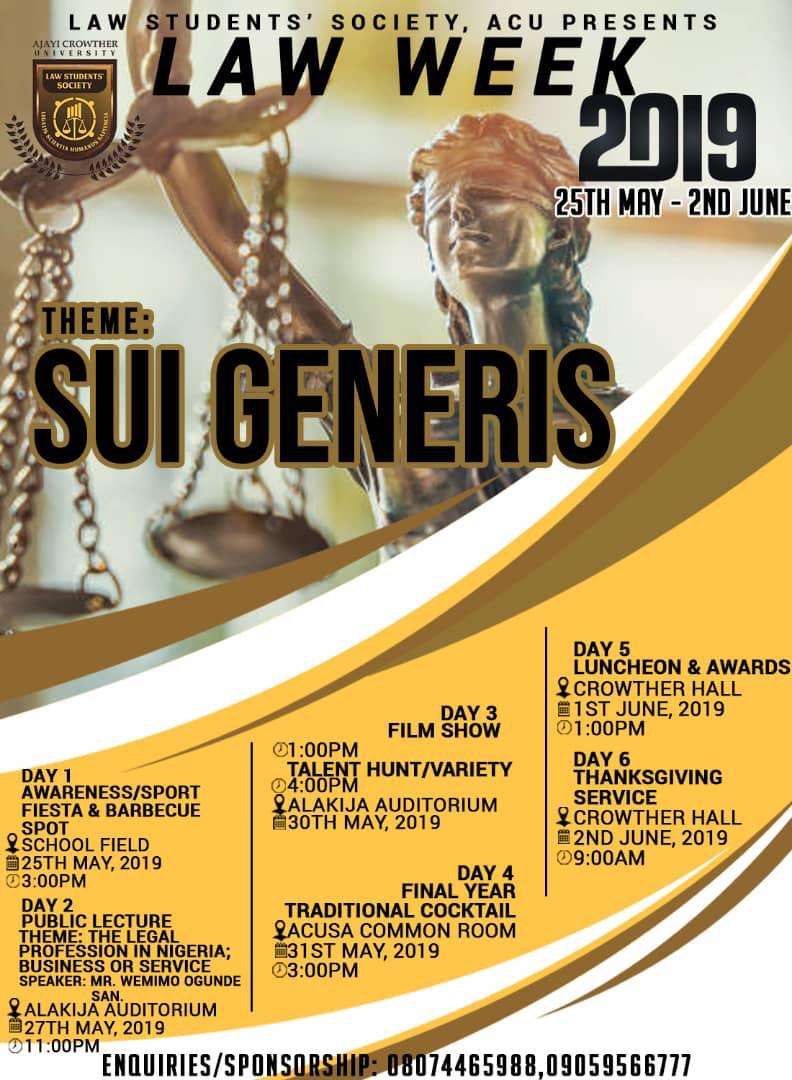 LAW STUDENTS' SOCIETY, ACU PRESENTS
LAW WEEK
2019
25TH MAY - 2ND JUNE
AJAYI CROWTHER
UNIVERSITY
LAW STUDENTS'
SOCIETY
THEME:
SUI GENERIS
DAY 1
AWARENESS/SPORT
FIESTA & BARBECUE
SPOT
SCHOOL FIELD
25TH MAY, 2019
3:00PM
DAY 2
PUBLIC LECTURE
THEME: THE LEGAL
PROFESSION IN NIGERIA;
BUSINESS OR SERVICE
SPEAKER: MR. WEMIMO OGUNDE
SAN.
ALAKIJA AUDITORIUM
27TH MAY, 2019
11:00PM
DAY 3
FILM SHOW
1:00PM
TALENT HUNT/VARIETY
4:00PM
ALAKIJA AUDITORIUM
30TH MAY, 2019
DAY 4
FINAL YEAR
TRADITIONAL COCKTAIL
ACUSA COMMON ROOM
31ST MAY, 2019
3:00PM
DAY 5
LUNCHEON & AWARDS
CROWTHER HALL
1ST JUNE, 2019
1:00PM
DAY 6
THANKSGIVING
SERVICE
CROWTHER HALL
2ND JUNE, 2019
9:00AM
ENQUIRIES/SPONSORSHIP: 08074465988,09059566777